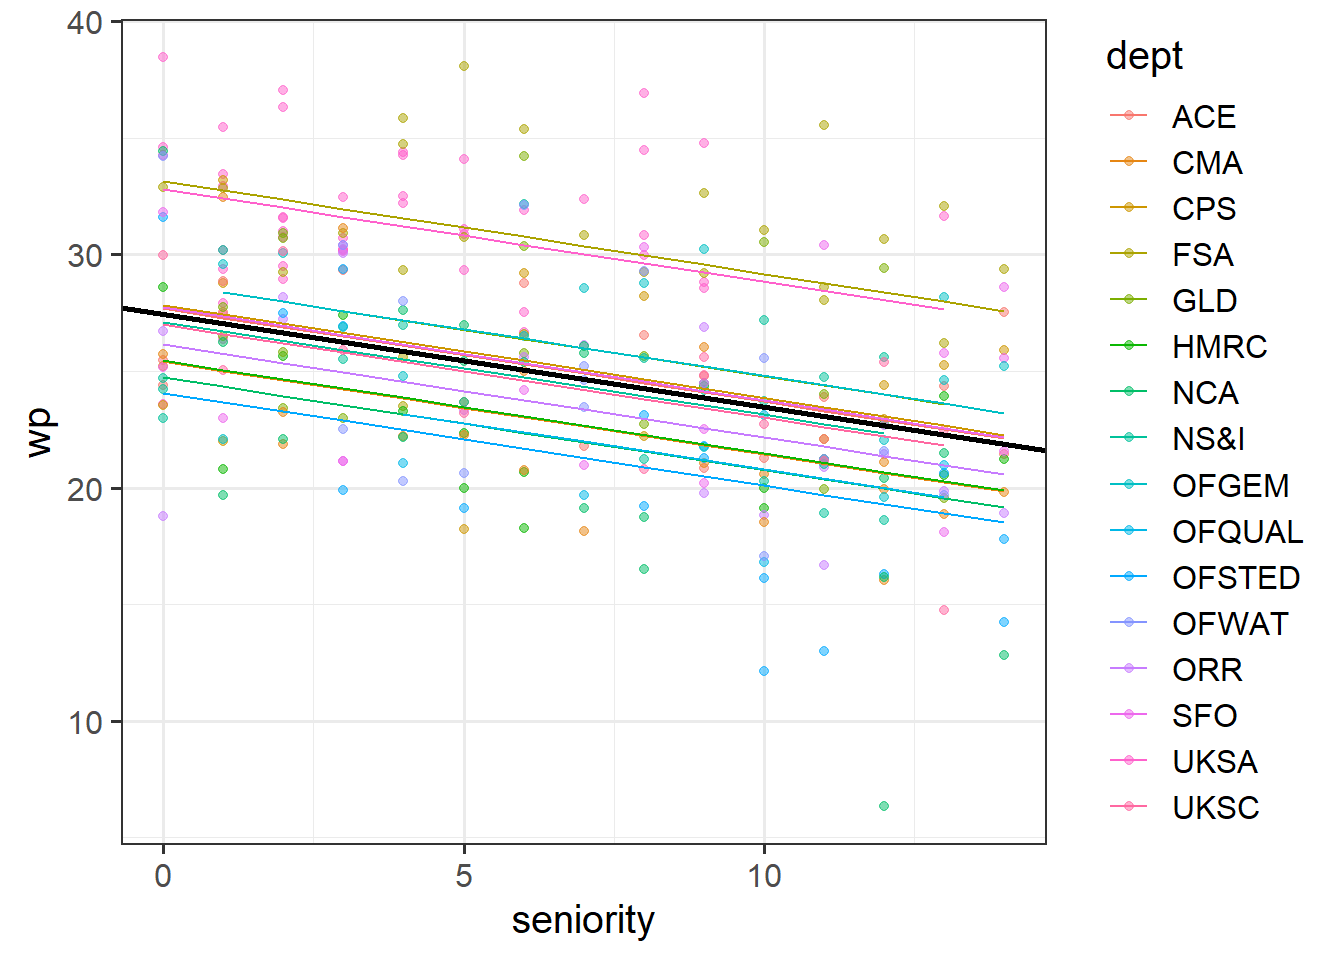 40
30
20
10
wp
0 5 10
seniority
dept
ACE
CMA
CPS
FSA
GLD
HMRC
NCA
NS&I
OFGEM
OFQUAL
OFSTED
OFWAT
ORR
SFO
UKSA
UKSC